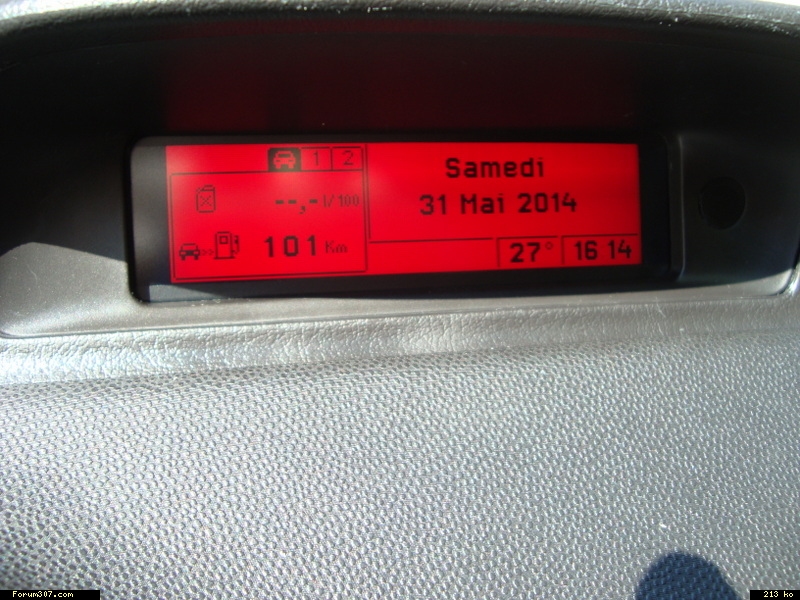 1 2
--,- l/100
101 Km
Samedi
31 Mai 2014
27° 16 14
Forum307.com
213 ko